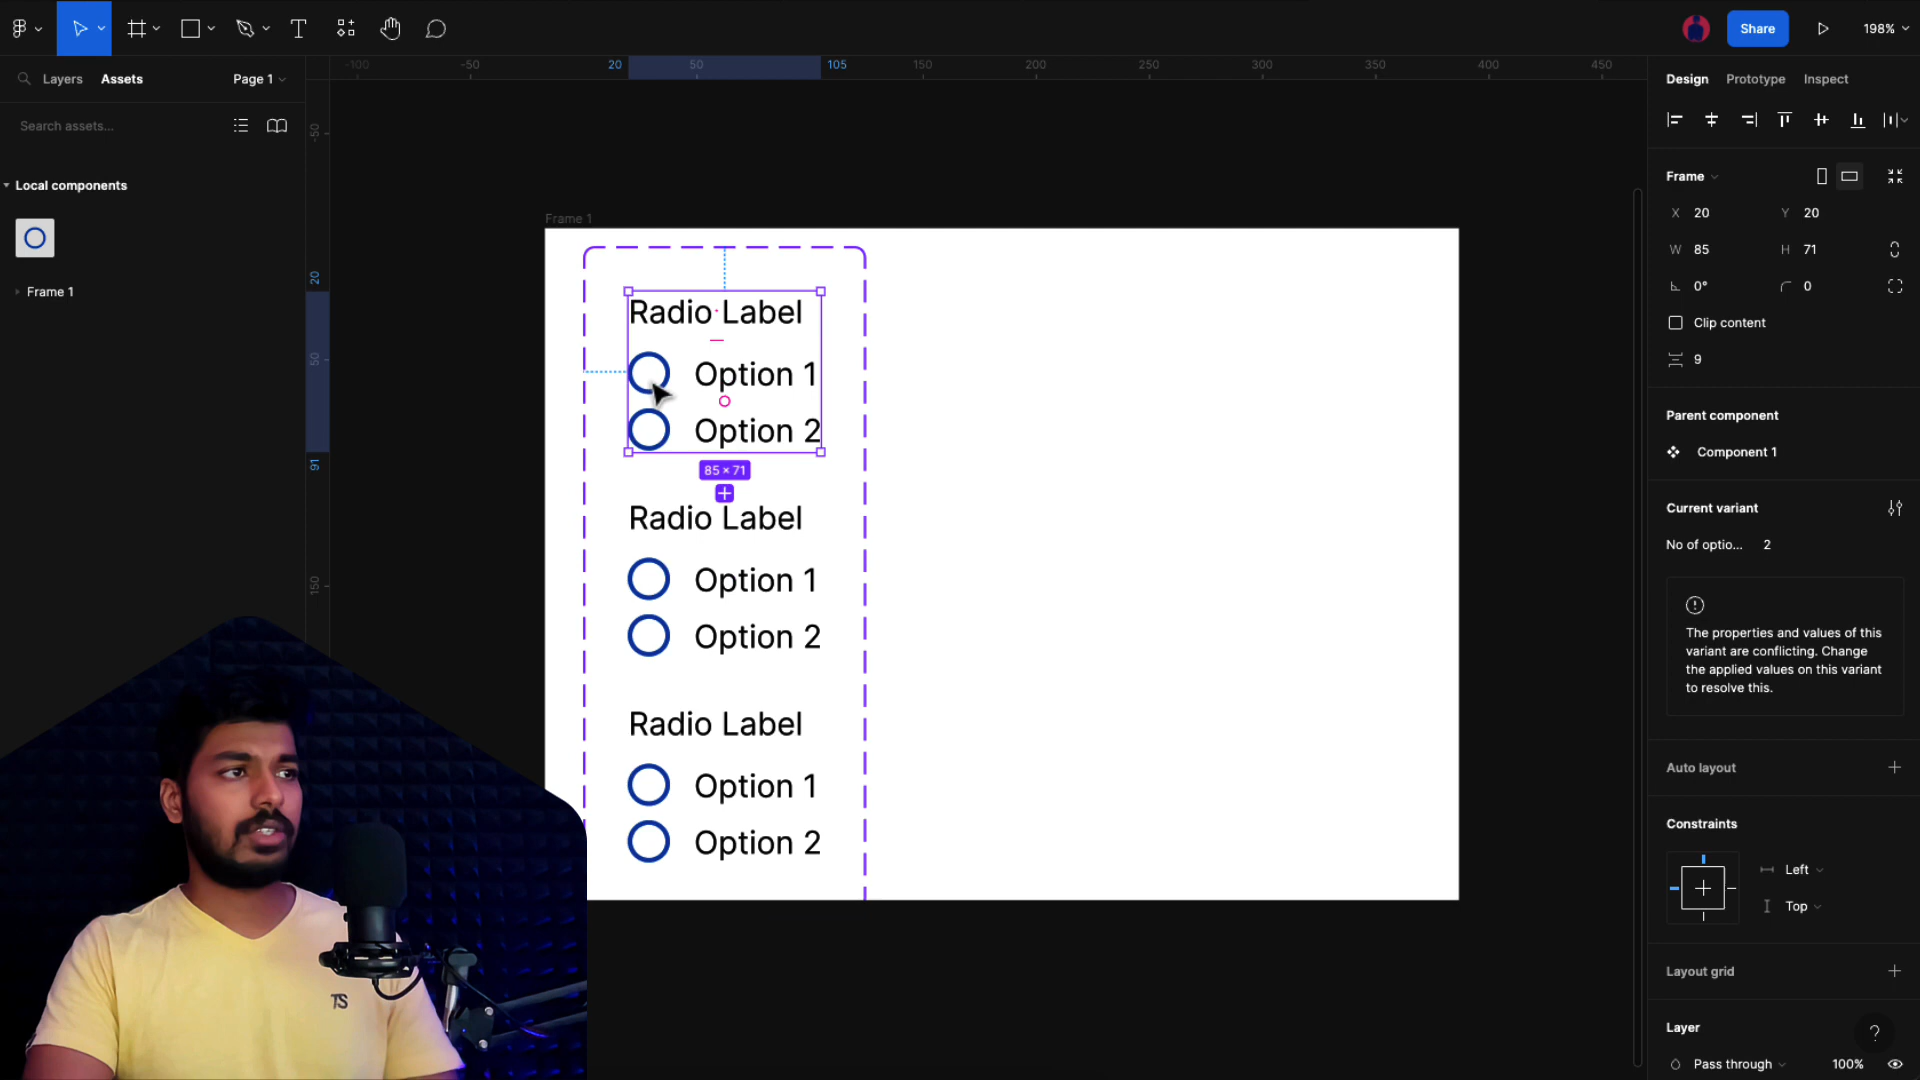 Share
198%
Layers
Assets
Page 1
Search assets...
Local components
Frame 1
-100
-50
20
50
105
150
200
250
300
350
400
450
-50
20
50
91
150
Frame 1
Radio Label
Option 1
Option 2
85 × 71
Radio Label
Option 1
Option 2
Radio Label
Option 1
Option 2
TS
Design
Prototype
Inspect
Frame
X 20
Y 20
W 85
H 71
0°
0
Clip content
9
Parent component
Component 1
Current variant
No of optio...
2
The properties and values of this
variant are conflicting. Change
the applied values on this variant
to resolve this.
Auto layout
Constraints
Left
Top
Layout grid
Layer
?
Pass through
100%